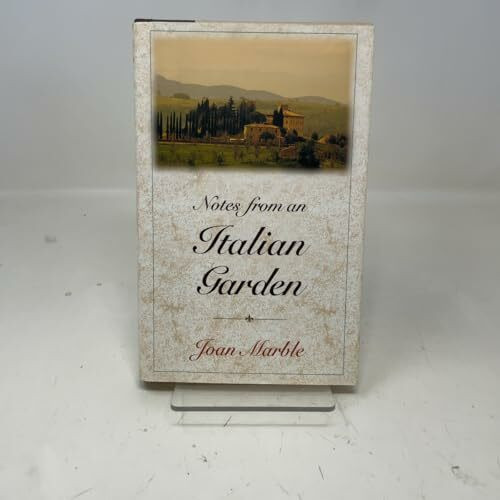 Notes from an
Italian
Garden
Joan Marble